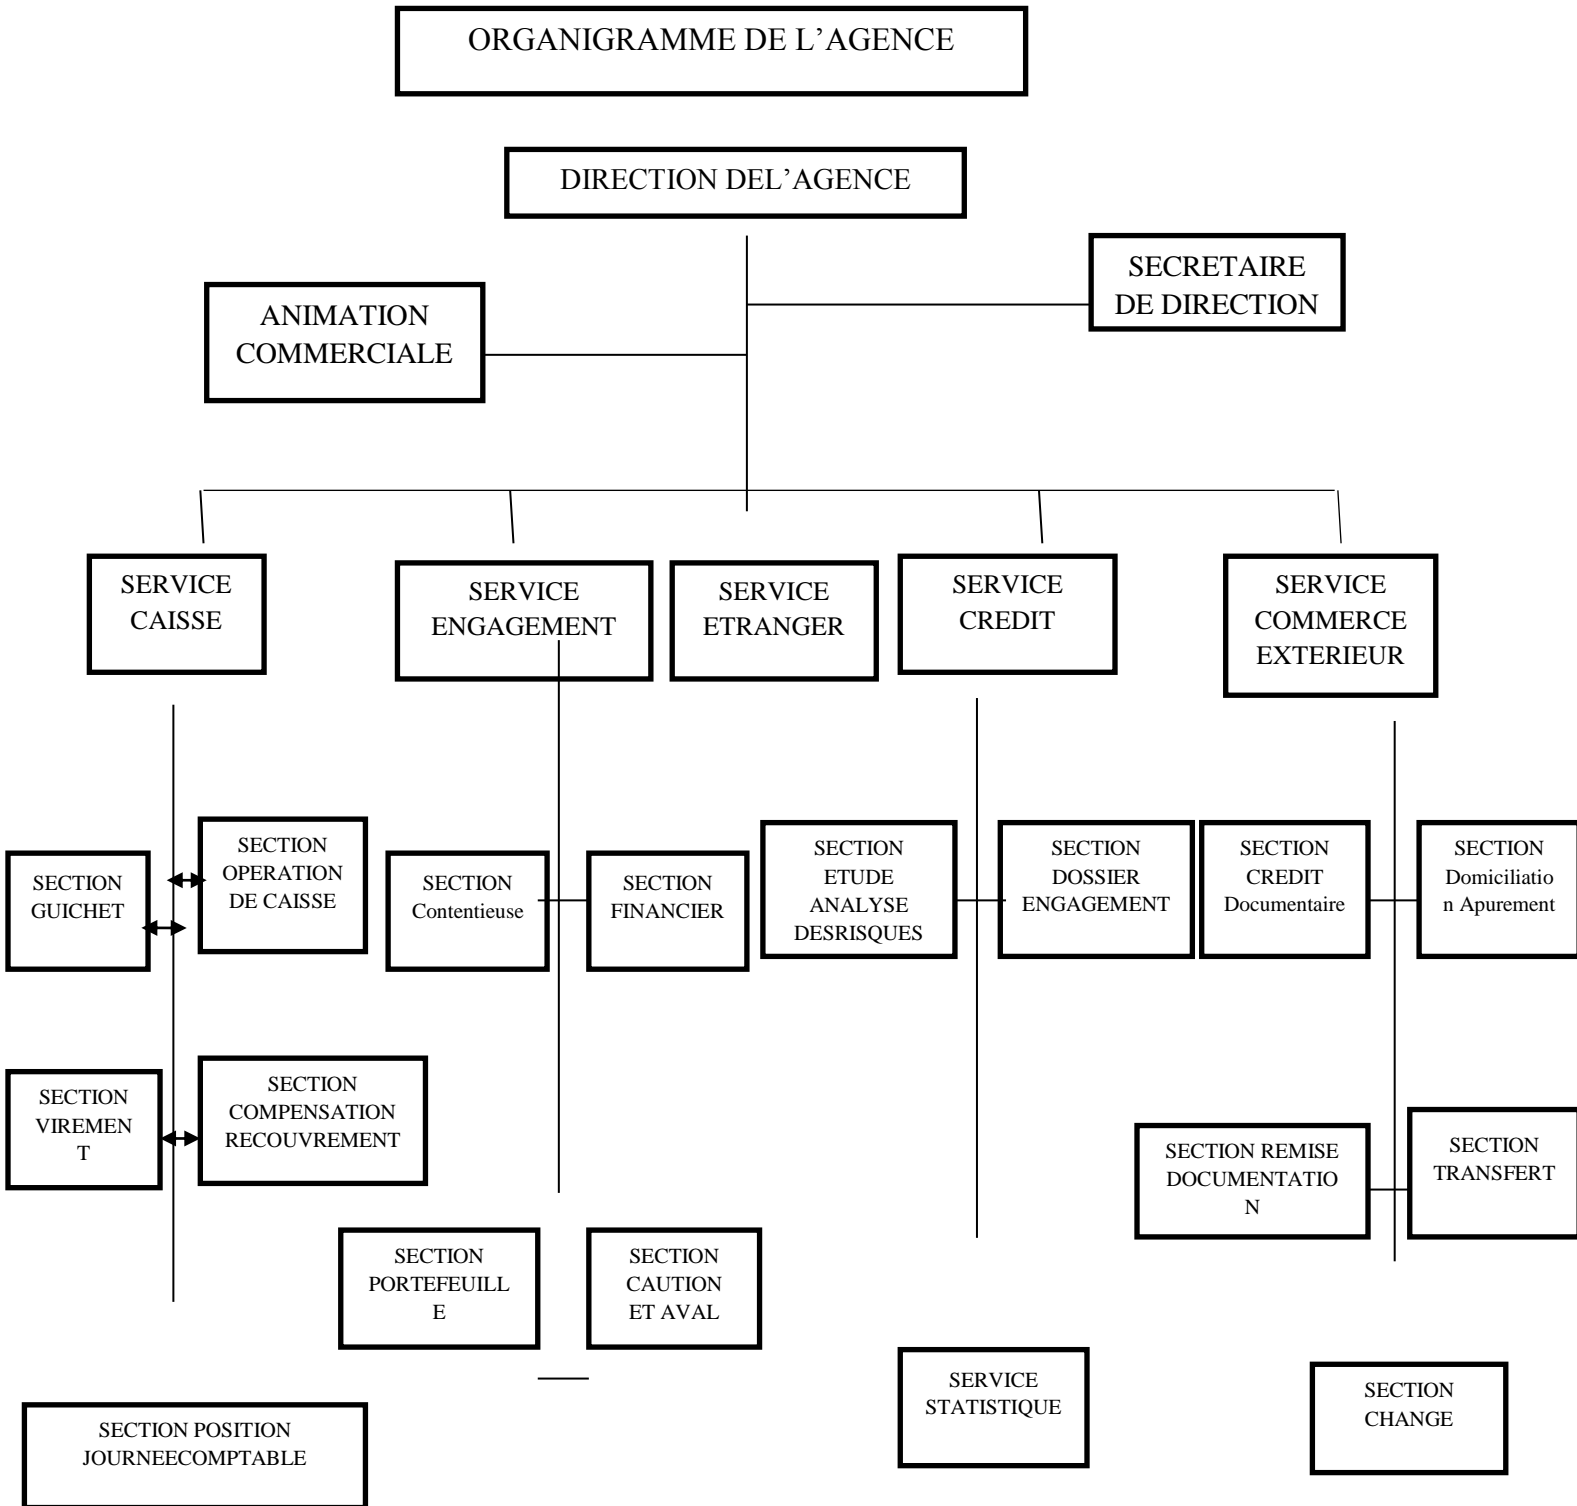 ORGANIGRAMME DE L’AGENCE
DIRECTION DEL’AGENCE
SECRETAIRE
DE DIRECTION
ANIMATION
COMMERCIALE
SERVICE
CAISSE
SERVICE
ENGAGEMENT
SERVICE
ETRANGER
SERVICE
CREDIT
SERVICE
COMMERCE
EXTERIEUR
SECTION
GUICHET
SECTION
OPERATION
DE CAISSE
SECTION
Contentieuse
SECTION
FINANCIER
SECTION
ETUDE
ANALYSE
DESRISQUES
SECTION
DOSSIER
ENGAGEMENT
SECTION
CREDIT
Documentaire
SECTION
Domiciliatio
n Apurement
SECTION
VIREMEN
T
SECTION
COMPENSATION
RECOUVREMENT
SECTION REMISE
DOCUMENTATIO
N
SECTION
TRANSFERT
SECTION
PORTEFEUILL
E
SECTION
CAUTION
ET AVAL
SERVICE
STATISTIQUE
SECTION
CHANGE
SECTION POSITION
JOURNEECOMPTABLE